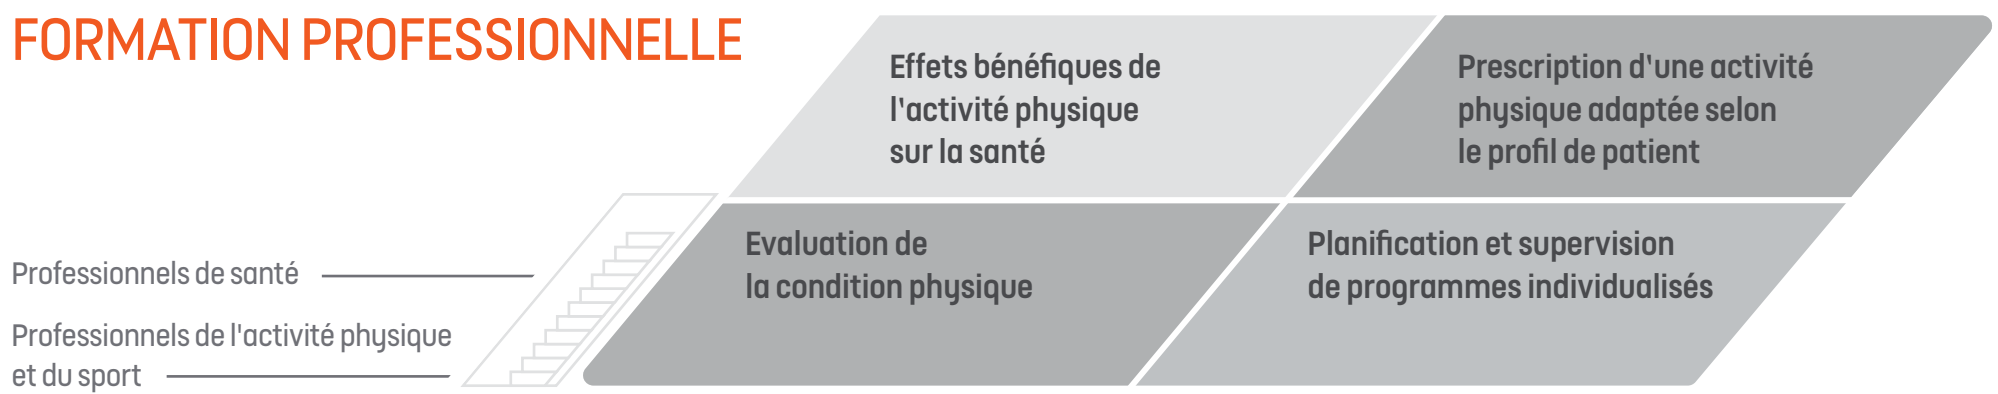 FORMATION PROFESSIONNELLE
Effets bénéfiques de
l'activité physique
sur la santé
Prescription d'une activité
physique adaptée selon
le profil de patient
Evaluation de
la condition physique
Planification et supervision
de programmes individualisés
Professionnels de santé
Professionnels de l'activité physique
et du sport